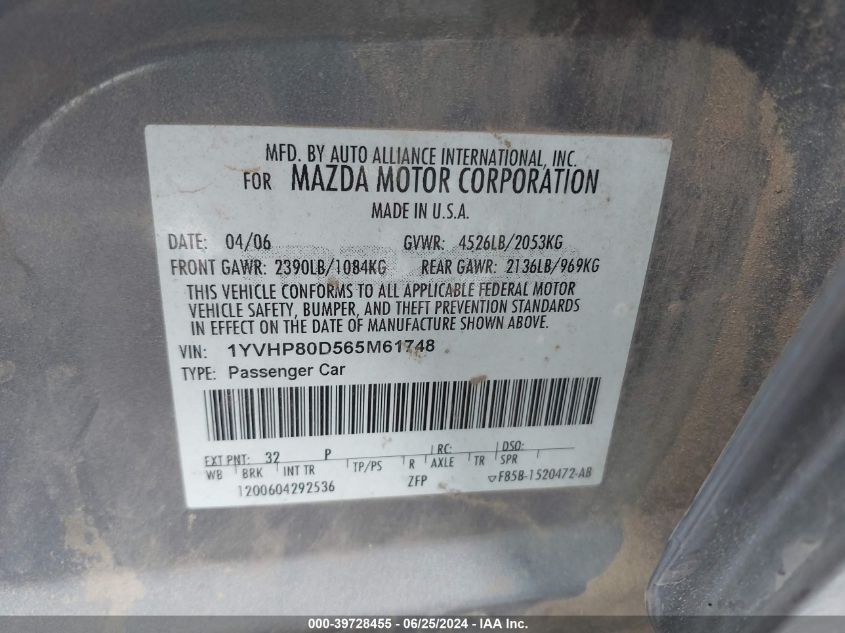 MFD. BY AUTO ALLIANCE INTERNATIONAL, INC.
FOR MAZDA MOTOR CORPORATION
MADE IN U.S.A.
DATE: 04/06 GVWR: 4526LB/2053KG
FRONT GAWR: 2390LB/1084KG REAR GAWR: 2136LB/969KG
THIS VEHICLE CONFORMS TO ALL APPLICABLE FEDERAL MOTOR
VEHICLE SAFETY, BUMPER, AND THEFT PREVENTION STANDARDS
IN EFFECT ON THE DATE OF MANUFACTURE SHOWN ABOVE.
VIN: 1YVHP80D565M61748
TYPE: Passenger Car
EXT PNT: 32 P RC: DSO:
WB BRK INT TR TP/PS R AXLE TR SPR
1200604292536 ZFP F85B-1520472-AB
000-39728455 - 06/25/2024 - IAA Inc.